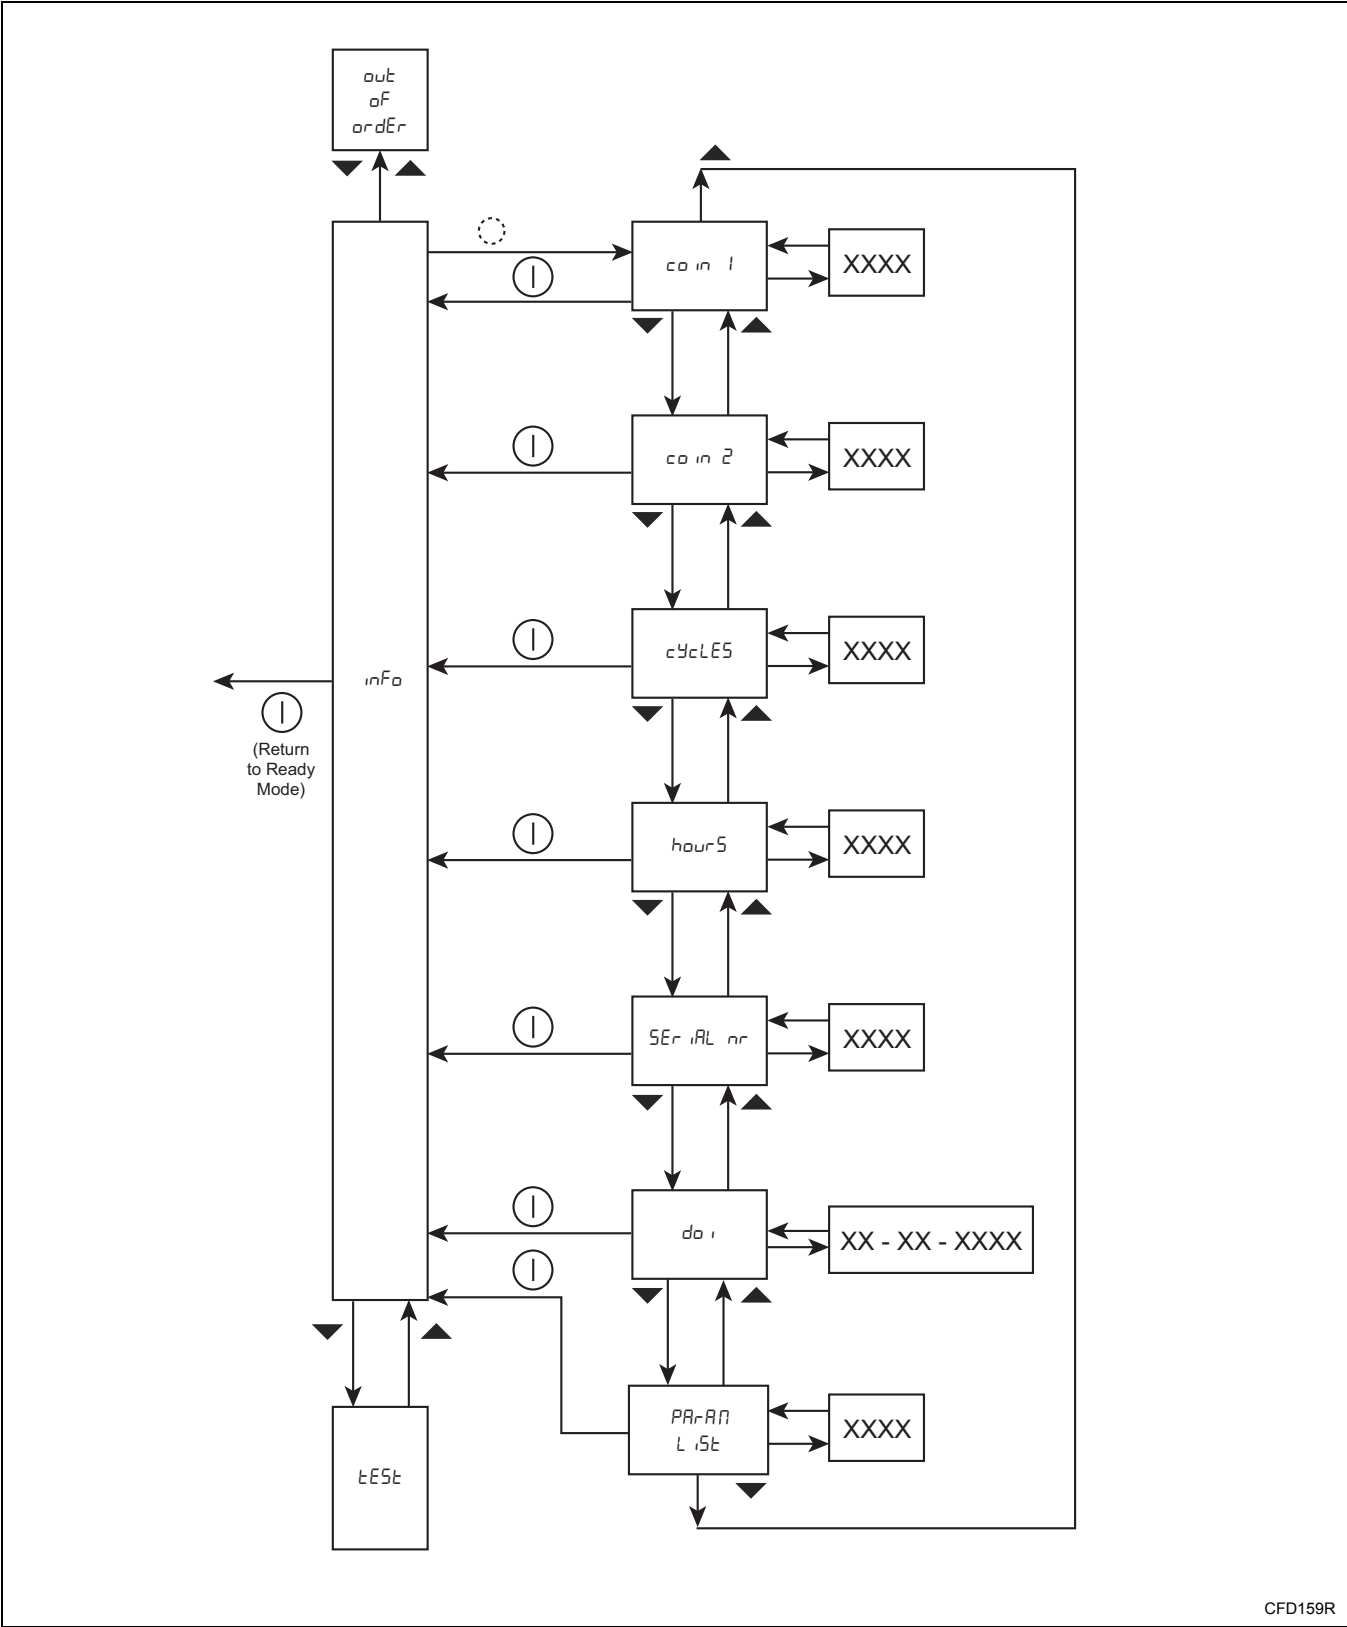 out
oF
ordEr
coin 1
XXXX
coin 2
XXXX
cYcLES
XXXX
inFo
(Return
to Ready
Mode)
hourS
XXXX
SEriAL nr
XXXX
doi
XX - XX - XXXX
PArAM
LiSt
XXXX
tESt
CFD159R